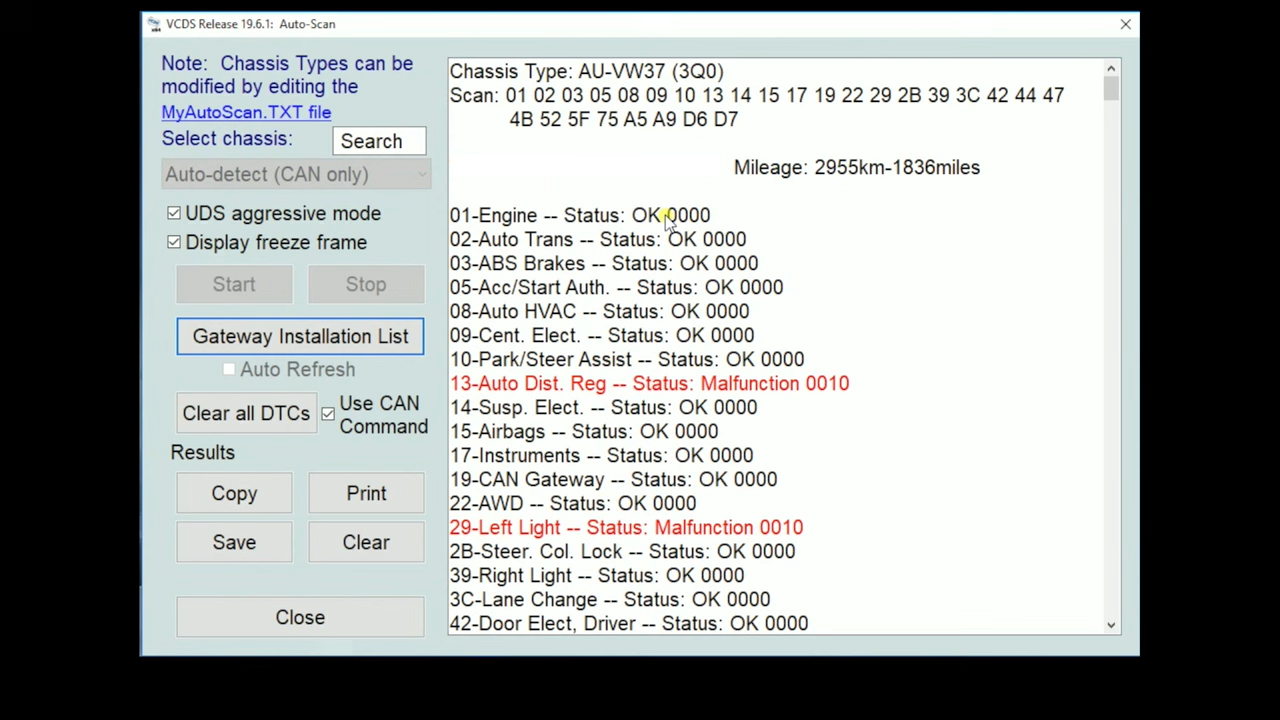 VCDS Release 19.6.1: Auto-Scan
Note: Chassis Types can be
modified by editing the
MyAutoScan.TXT file
Select chassis:
Search
Auto-detect (CAN only)
UDS aggressive mode
Display freeze frame
Start
Stop
Gateway Installation List
Auto Refresh
Clear all DTCs
Use CAN
Command
Results
Copy
Print
Save
Clear
Close
Chassis Type: AU-VW37 (3Q0)
Scan: 01 02 03 05 08 09 10 13 14 15 17 19 22 29 2B 39 3C 42 44 47
4B 52 5F 75 A5 A9 D6 D7
Mileage: 2955km-1836miles
01-Engine -- Status: OK 0000
02-Auto Trans -- Status: OK 0000
03-ABS Brakes -- Status: OK 0000
05-Acc/Start Auth. -- Status: OK 0000
08-Auto HVAC -- Status: OK 0000
09-Cent. Elect. -- Status: OK 0000
10-Park/Steer Assist -- Status: OK 0000
13-Auto Dist. Reg -- Status: Malfunction 0010
14-Susp. Elect. -- Status: OK 0000
15-Airbags -- Status: OK 0000
17-Instruments -- Status: OK 0000
19-CAN Gateway -- Status: OK 0000
22-AWD -- Status: OK 0000
29-Left Light -- Status: Malfunction 0010
2B-Steer. Col. Lock -- Status: OK 0000
39-Right Light -- Status: OK 0000
3C-Lane Change -- Status: OK 0000
42-Door Elect, Driver -- Status: OK 0000